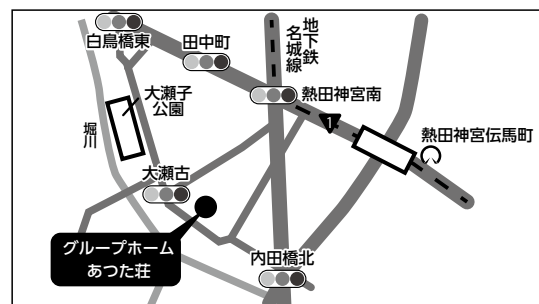 白鳥橋東
田中町
地下鉄
名城線
熱田神宮南
1
熱田神宮伝馬町
大瀬子
公園
堀川
大瀬古
グループホーム
あつた荘
内田橋北